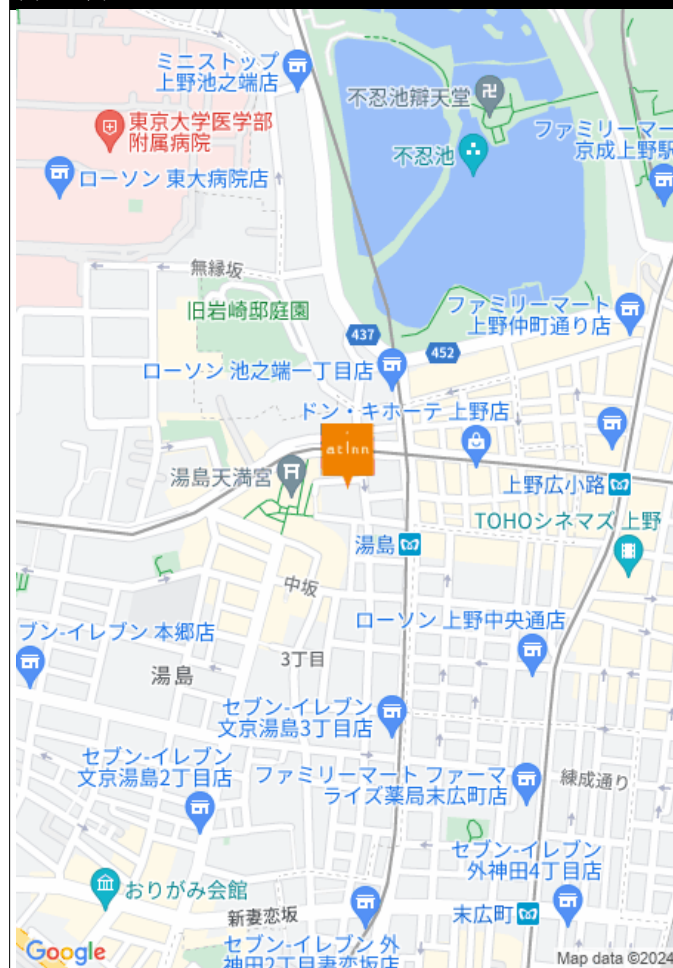 ミニストップ
上野池之端店
不忍池辯天堂
東京大学医学部
附属病院
ファミリーマー
京成上野駅
不忍池
ローソン 東大病院店
無縁坂
旧岩崎邸庭園
ファミリーマート
上野仲町通り店
437
452
ローソン 池之端一丁目店
ドン・キホーテ 上野店
at inn
湯島天満宮
上野広小路
TOHOシネマズ 上野
湯島
中坂
ローソン 上野中央通店
ブン-イレブン 本郷店
3丁目
湯島
セブン-イレブン
文京湯島3丁目店
セブン-イレブン
文京湯島2丁目店
ファミリーマート ファーマ
ライズ薬局末広町店
練成通り
セブン-イレブン
外神田4丁目店
おりがみ会館
新妻恋坂
末広町
セブン-イレブン 外
神田2丁目妻恋坂店
Google
Map data ©2024